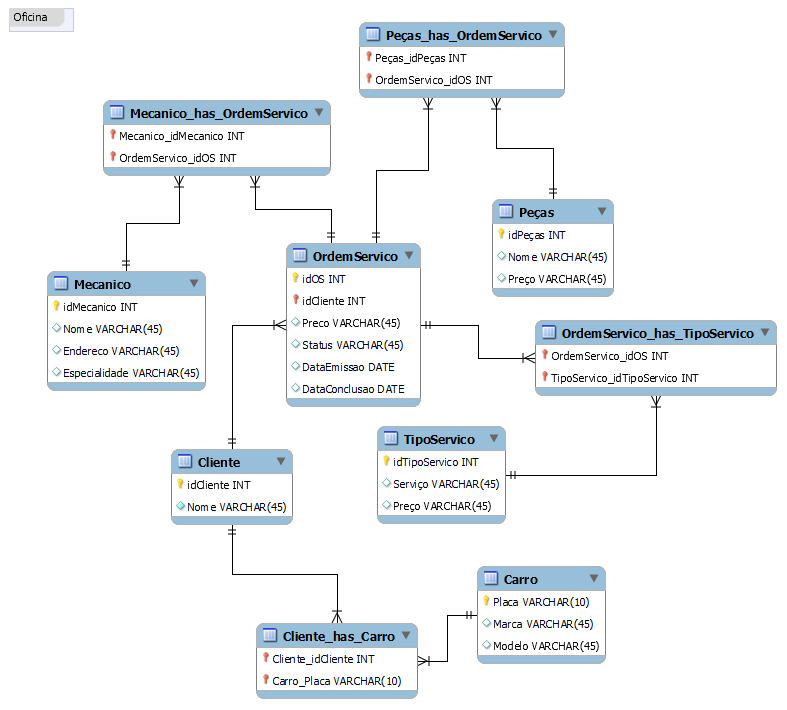 Oficina
Peças_has_OrdemServico
Peças_idPeças INT
OrdemServico_idOS INT
Mecanico_has_OrdemServico
Mecanico_idMecanico INT
OrdemServico_idOS INT
Peças
idPeças INT
Nome VARCHAR(45)
Preço VARCHAR(45)
OrdemServico
idOS INT
idCliente INT
Preco VARCHAR(45)
Status VARCHAR(45)
DataEmissao DATE
DataConclusao DATE
Mecanico
idMecanico INT
Nome VARCHAR(45)
Endereco VARCHAR(45)
Especialidade VARCHAR(45)
OrdemServico_has_TipoServico
OrdemServico_idOS INT
TipoServico_idTipoServico INT
TipoServico
idTipoServico INT
Serviço VARCHAR(45)
Preço VARCHAR(45)
Cliente
idCliente INT
Nome VARCHAR(45)
Carro
Placa VARCHAR(10)
Marca VARCHAR(45)
Modelo VARCHAR(45)
Cliente_has_Carro
Cliente_idCliente INT
Carro_Placa VARCHAR(10)